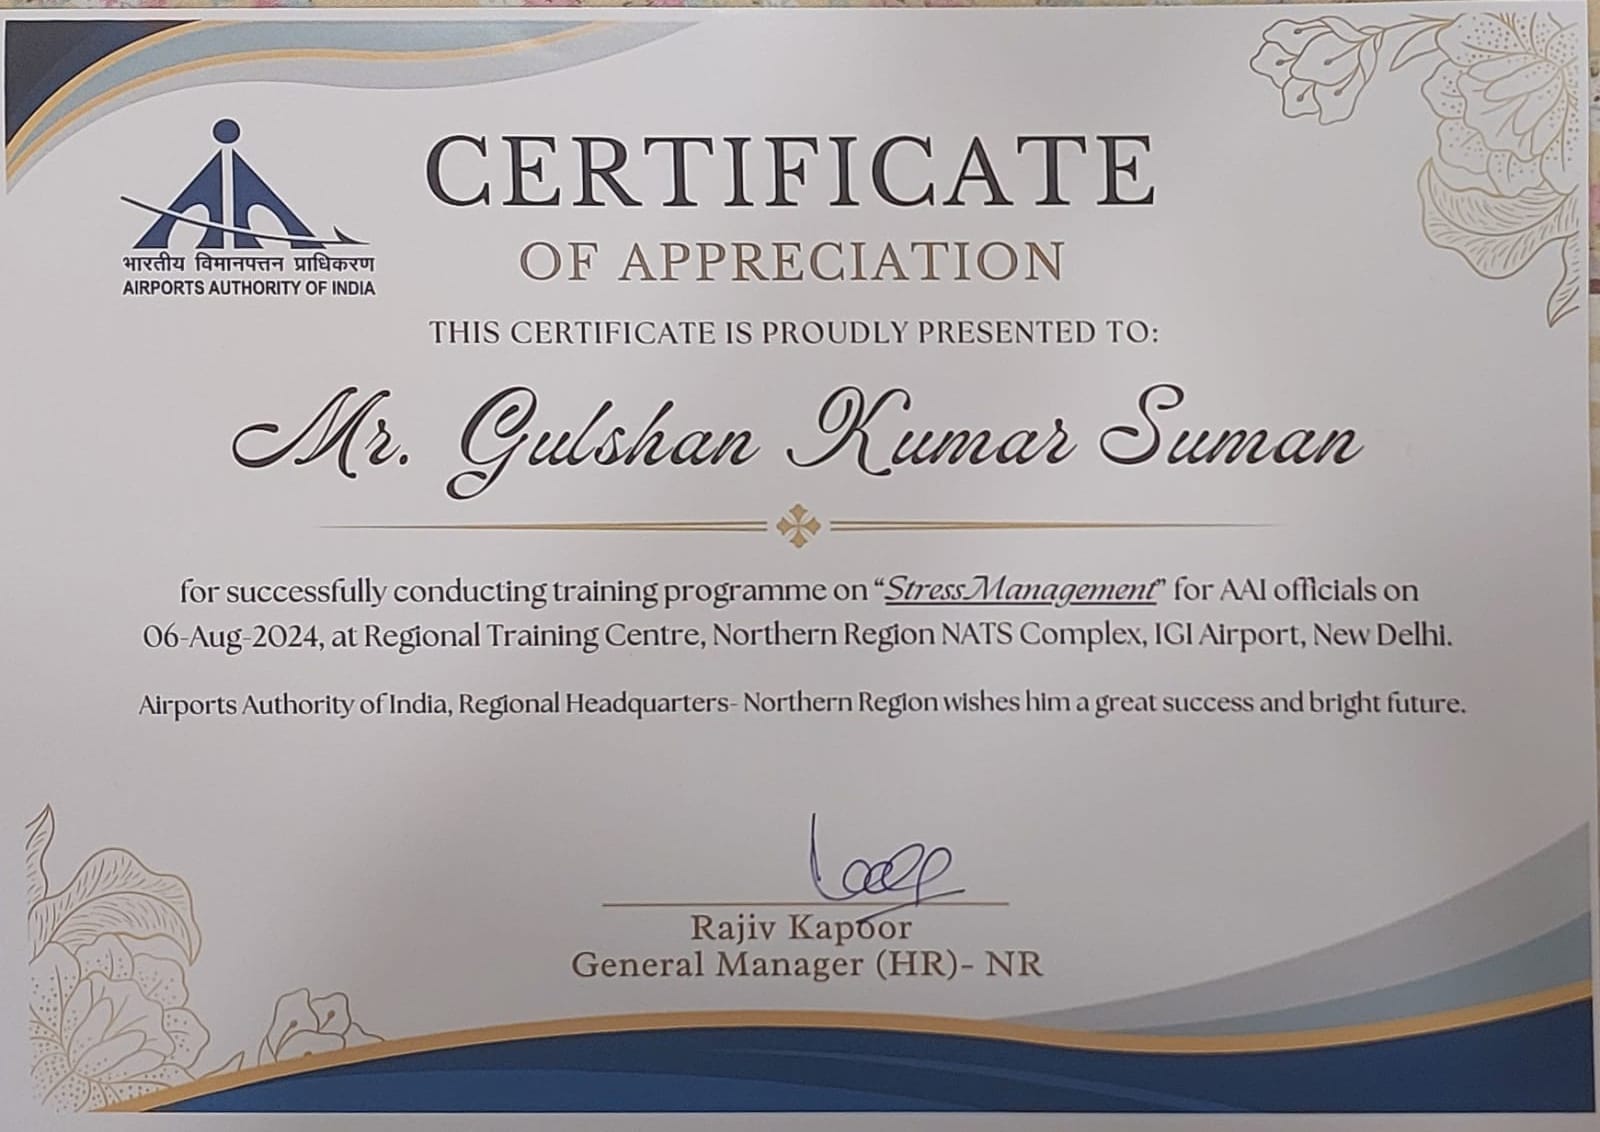 भारतीय विमानपत्तन प्राधिकरण
AIRPORTS AUTHORITY OF INDIA
CERTIFICATE
OF APPRECIATION
THIS CERTIFICATE IS PROUDLY PRESENTED TO:
Mr. Gulshan Kumar Suman
for successfully conducting training programme on “Stress Management” for AAI officials on
06-Aug-2024, at Regional Training Centre, Northern Region NATS Complex, IGI Airport, New Delhi.
Airports Authority of India, Regional Headquarters- Northern Region wishes him a great success and bright future.
Rajiv Kapoor
General Manager (HR)- NR